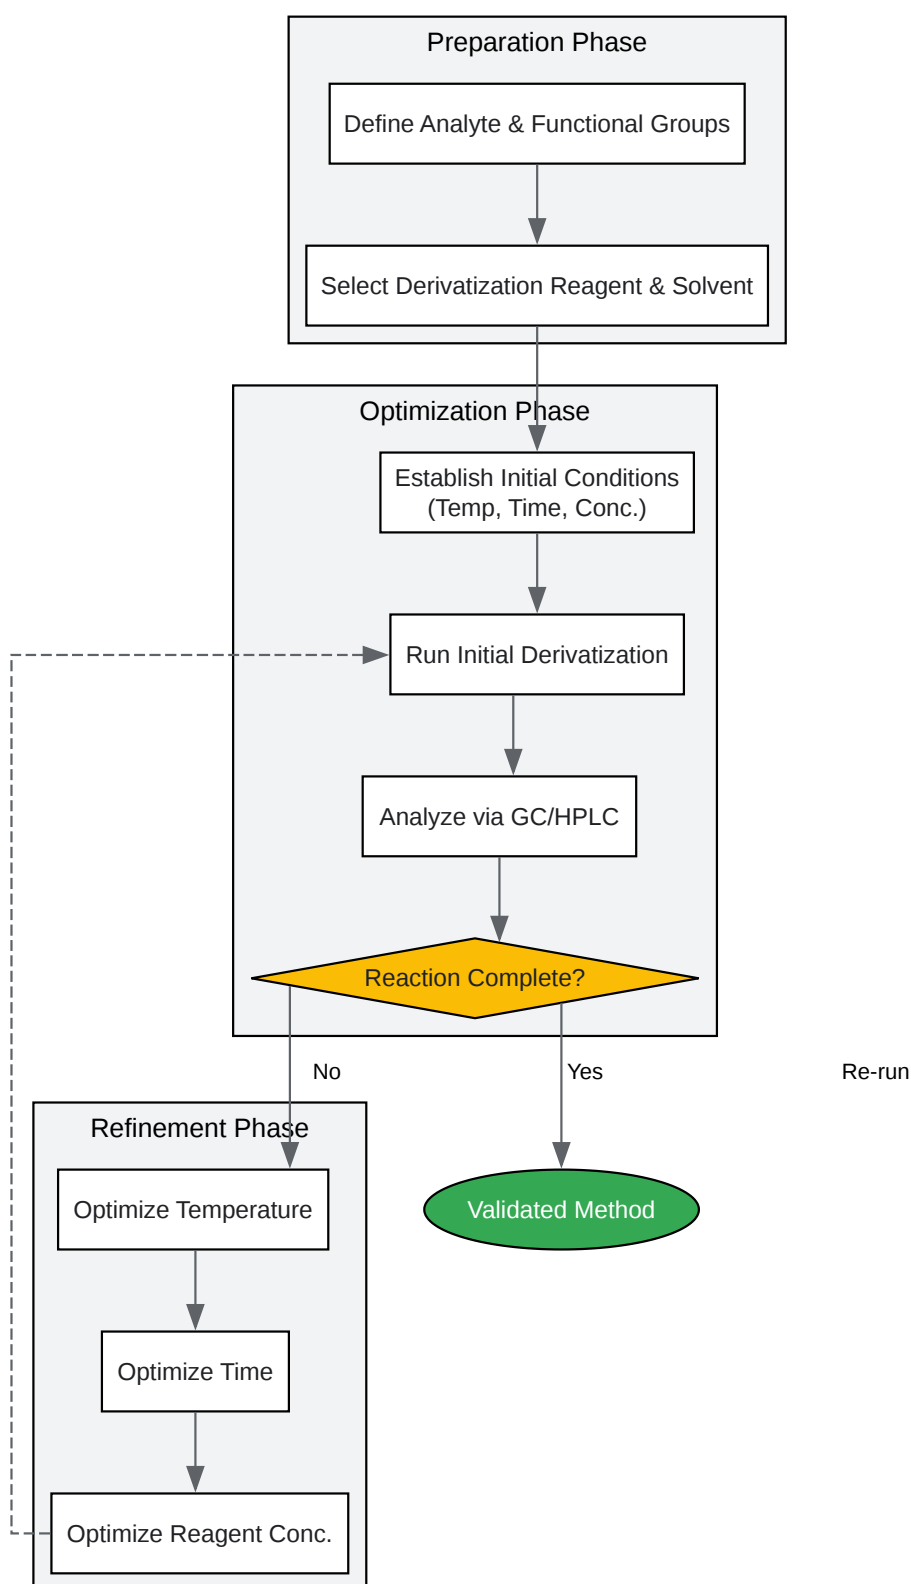 Preparation Phase
Define Analyte & Functional Groups
Select Derivatization Reagent & Solvent
Optimization Phase
Establish Initial Conditions
(Temp, Time, Conc.)
Run Initial Derivatization
Analyze via GC/HPLC
Reaction Complete?
No
Yes
Re-run
Refinement Phase
Optimize Temperature
Validated Method
Optimize Time
Optimize Reagent Conc.